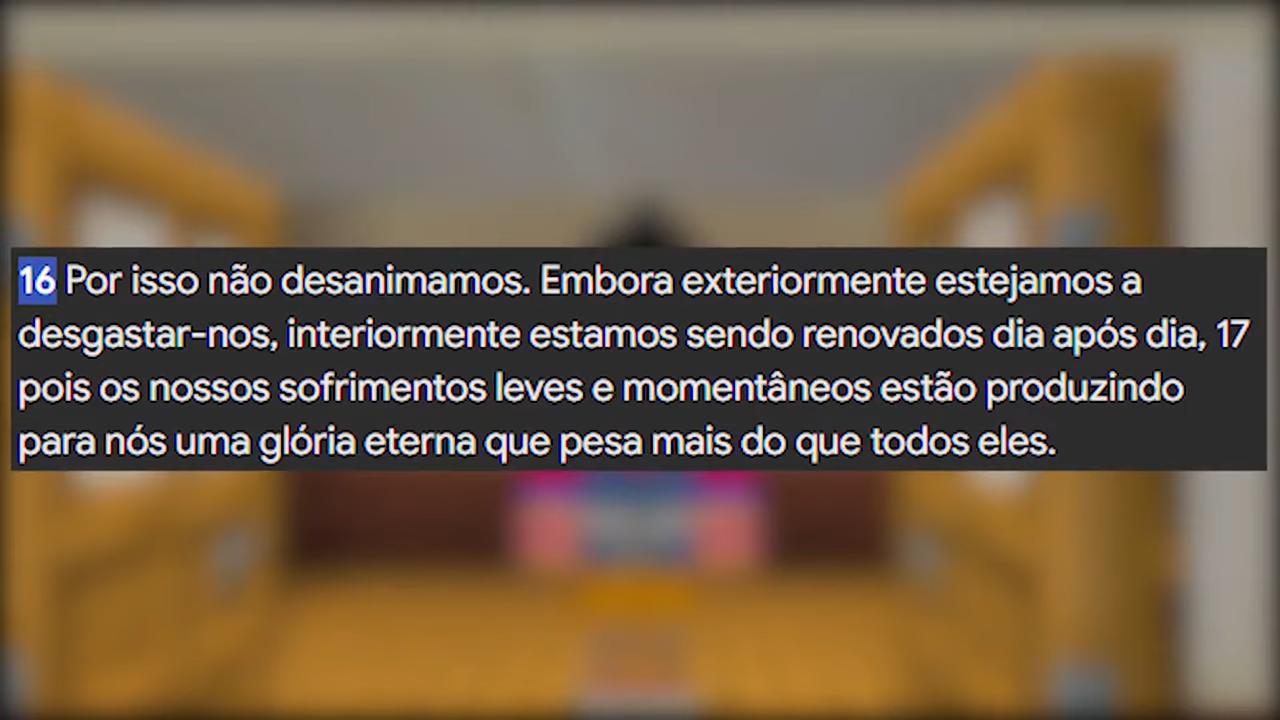 16 Por isso não desanimamos. Embora exteriormente estejamos a
desgastar-nos, interiormente estamos sendo renovados dia após dia, 17
pois os nossos sofrimentos leves e momentâneos estão produzindo
para nós uma glória eterna que pesa mais do que todos eles.